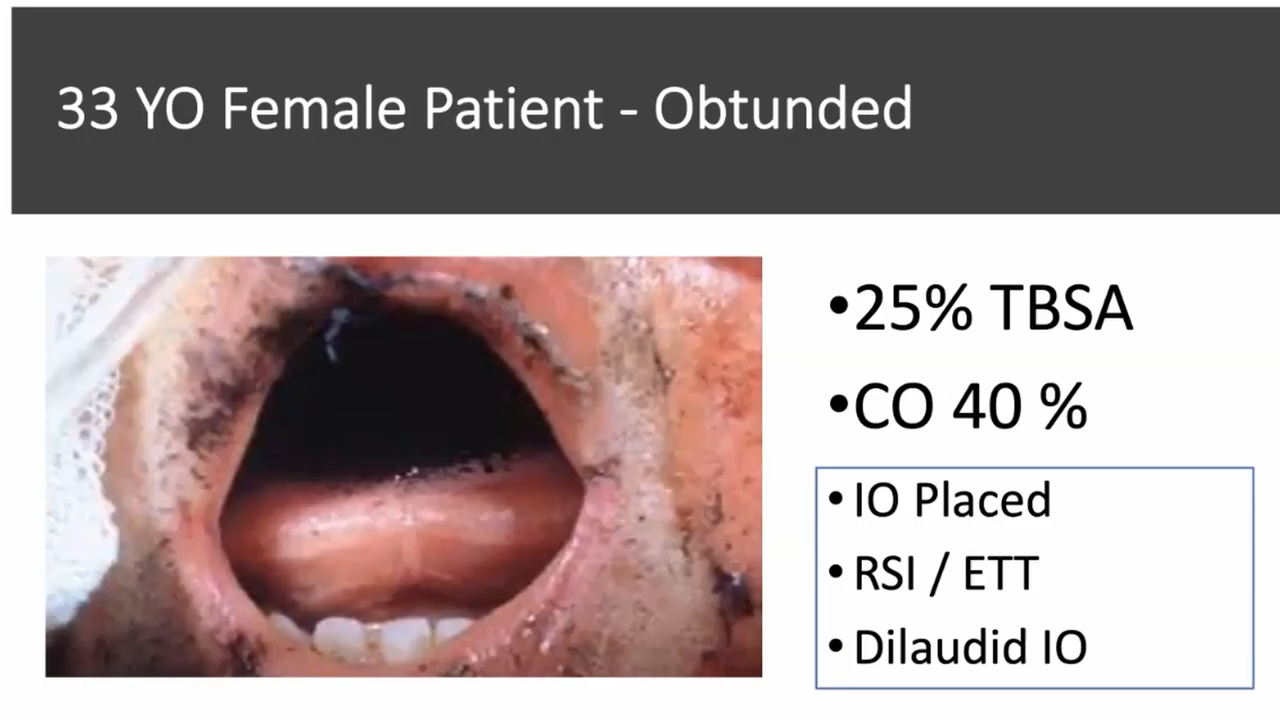 33 YO Female Patient - Obtunded
•25% TBSA
•CO 40 %
• IO Placed
• RSI / ETT
• Dilaudid IO